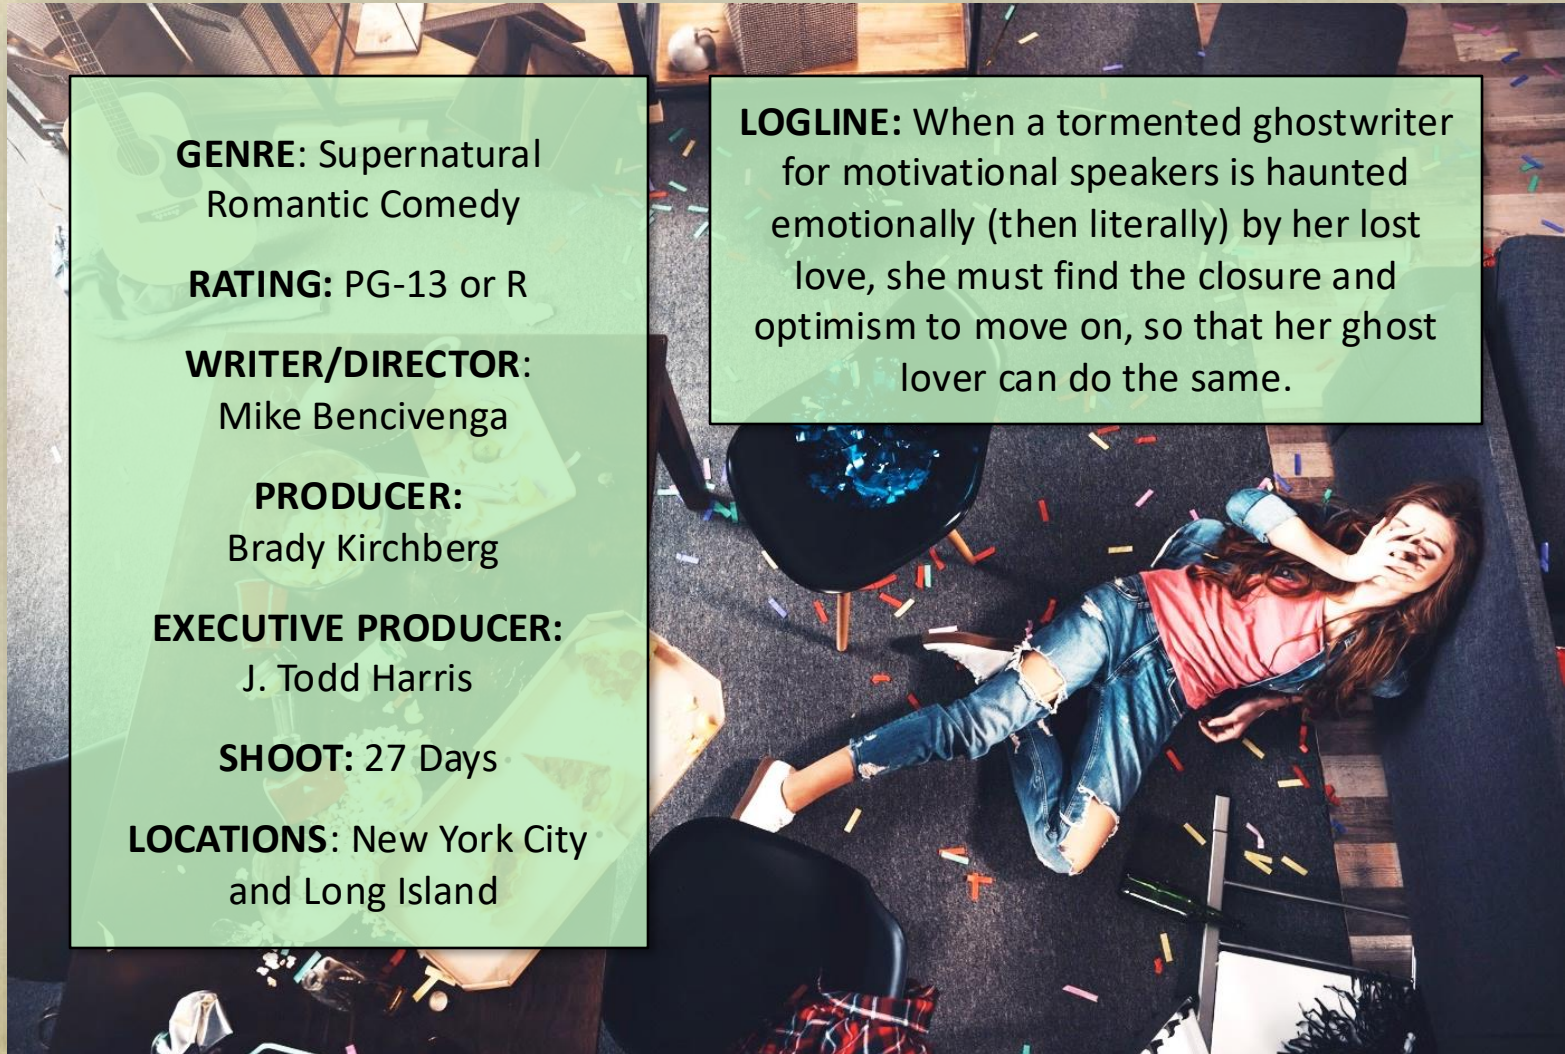 GENRE: Supernatural
Romantic Comedy
RATING: PG-13 or R
WRITER/DIRECTOR:
Mike Bencivenga
PRODUCER:
Brady Kirchberg
EXECUTIVE PRODUCER:
J. Todd Harris
SHOOT: 27 Days
LOCATIONS: New York City
and Long Island
LOGLINE: When a tormented ghostwriter
for motivational speakers is haunted
emotionally (then literally) by her lost
love, she must find the closure and
optimism to move on, so that her ghost
lover can do the same.